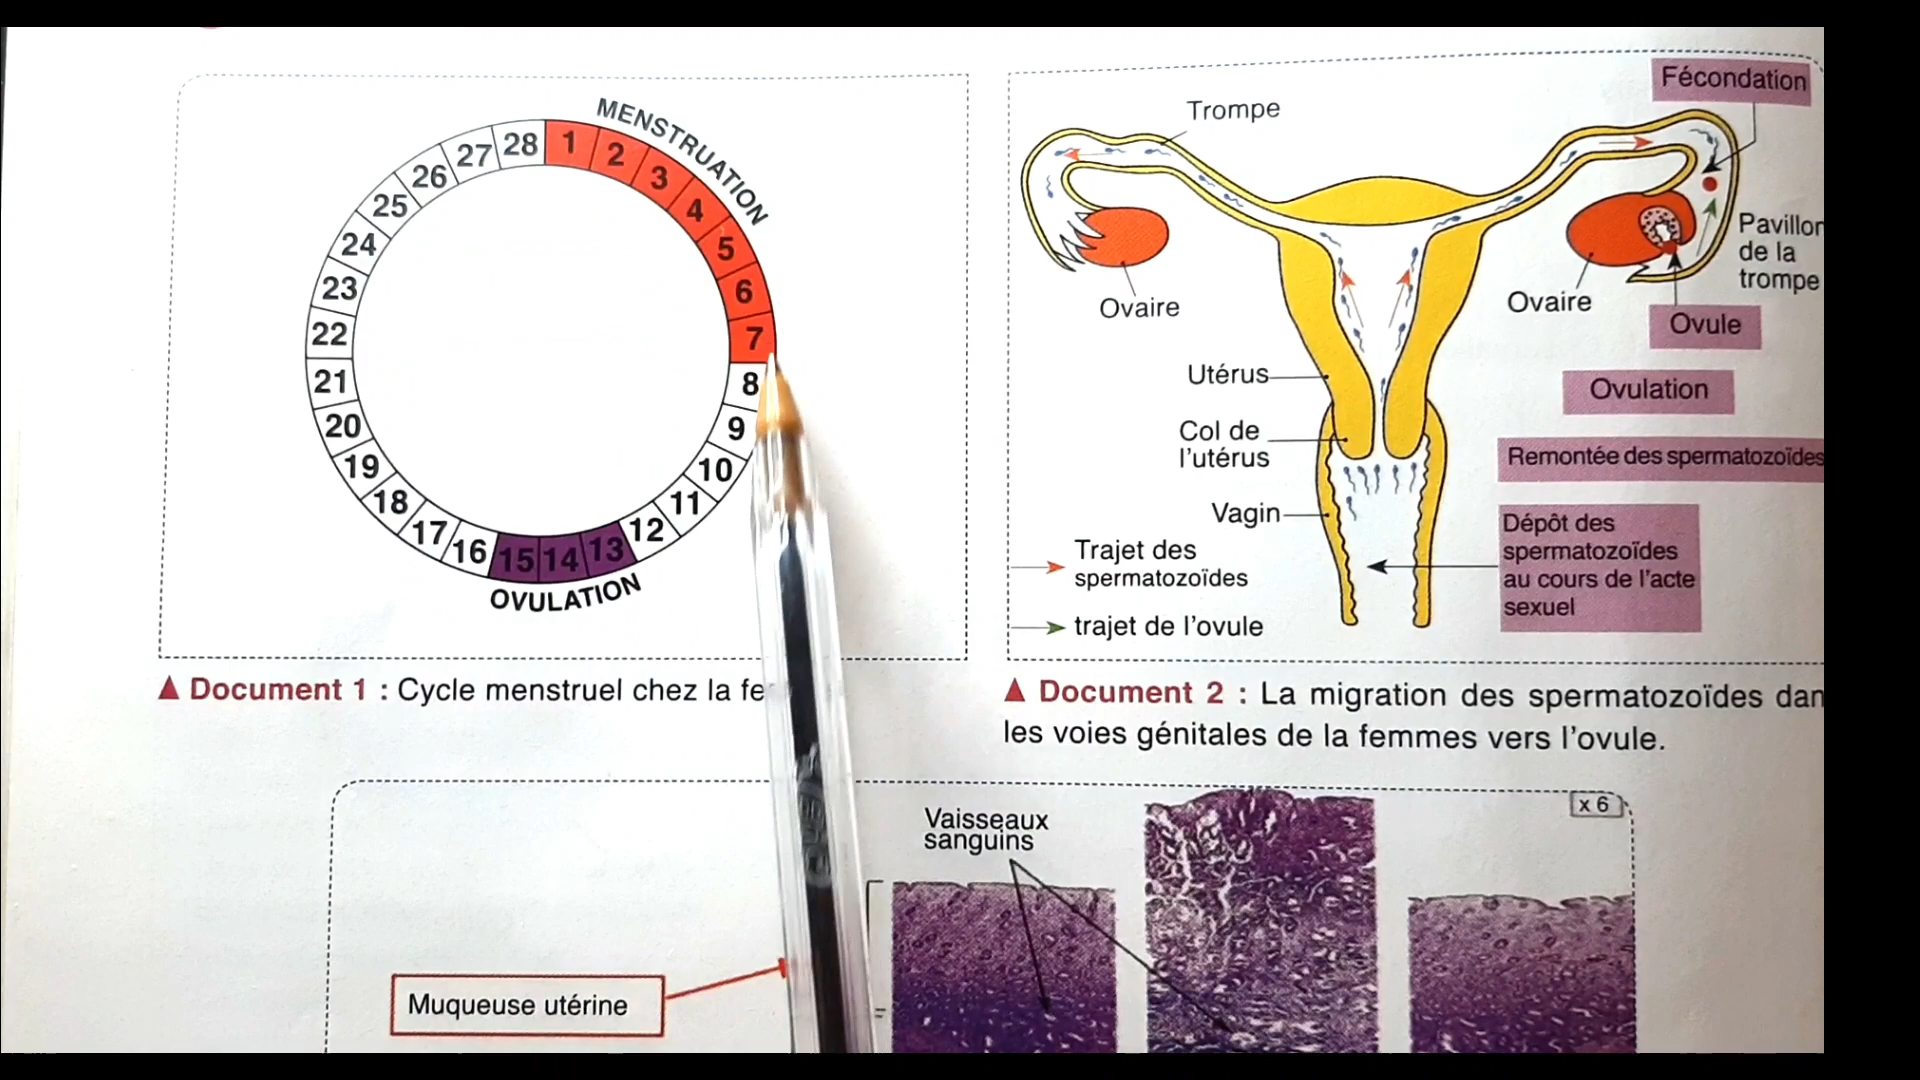 MENSTRUATION
1
2
3
4
5
6
7
8
9
10
11
12
13
14
15
16
17
18
19
20
21
22
23
24
25
26
27
28
OVULATION
▲ Document 1 : Cycle menstruel chez la fe
Fécondation
Trompe
Pavillon
de la
trompe
Ovaire
Ovaire
Ovule
Utérus
Ovulation
Col de
l'utérus
Remontée des spermatozoïdes
Vagin
Dépôt des
spermatozoïdes
au cours de l'acte
sexuel
Trajet des
spermatozoïdes
trajet de l'ovule
▲ Document 2 : La migration des spermatozoïdes dan
les voies génitales de la femmes vers l'ovule.
x 6
Vaisseaux
sanguins
Muqueuse utérine